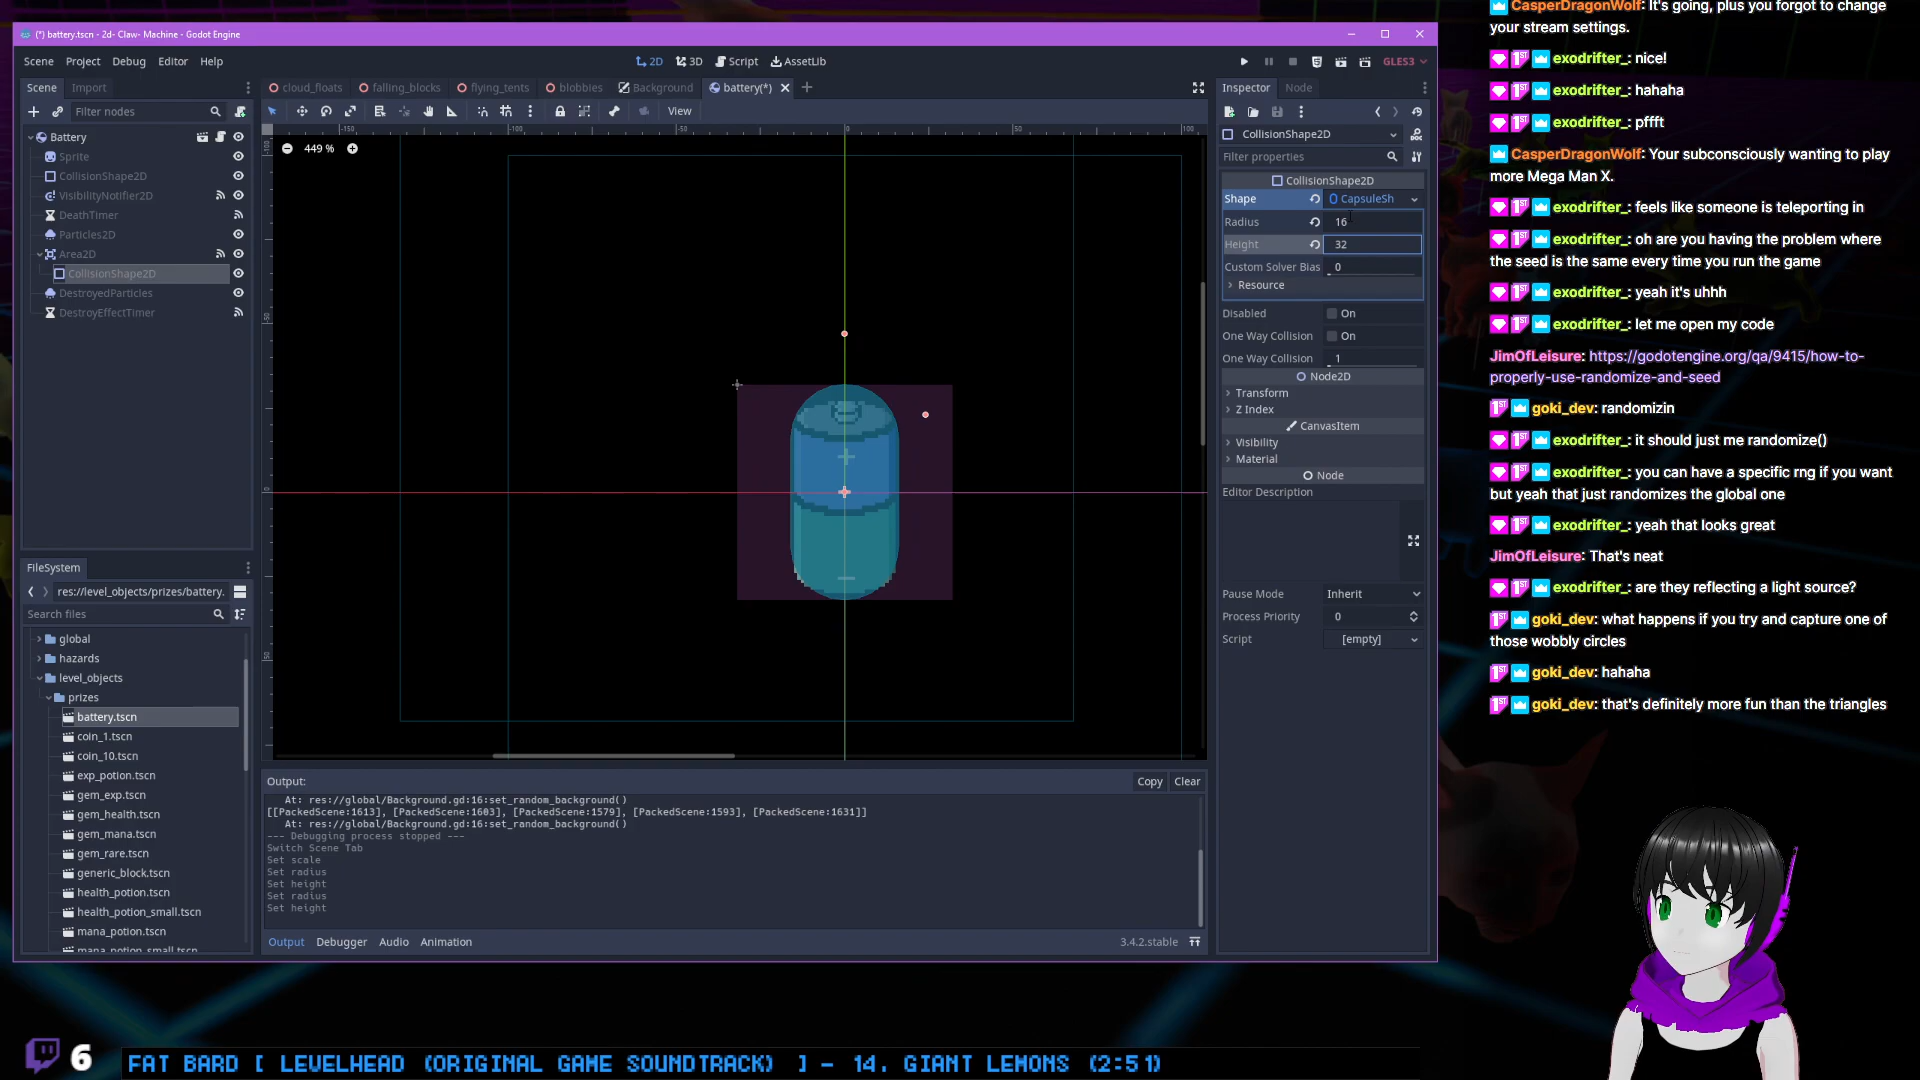 (*) battery.tscn - 2d- Claw- Machine - Godot Engine
Scene Project Debug Editor Help
2D 3D Script AssetLib
GLES3
Scene Import
Filter nodes
Battery
Sprite
CollisionShape2D
VisibilityNotifier2D
DeathTimer
Particles2D
Area2D
CollisionShape2D
DestroyedParticles
DestroyEffectTimer
FileSystem
res://level_objects/prizes/battery.
Search files
global
hazards
level_objects
prizes
battery.tscn
coin_1.tscn
coin_10.tscn
exp_potion.tscn
gem_exp.tscn
gem_health.tscn
gem_mana.tscn
gem_rare.tscn
generic_block.tscn
health_potion.tscn
health_potion_small.tscn
mana_potion.tscn
mana_potion_small.tscn
cloud_floats falling_blocks flying_tents blobbies Background battery(*)
View
-150 -100 -50 0 50 100
449 %
Output:
Copy Clear
At: res://global/Background.gd:16:set_random_background()
[[PackedScene:1613], [PackedScene:1603], [PackedScene:1579], [PackedScene:1593], [PackedScene:1631]]
At: res://global/Background.gd:16:set_random_background()
--- Debugging process stopped ---
Switch Scene Tab
Set scale
Set radius
Set height
Set radius
Set height
Output Debugger Audio Animation
3.4.2.stable
Inspector Node
CollisionShape2D
Filter properties
CollisionShape2D
Shape CapsuleSh
Radius 16
Height 32
Custom Solver Bias 0
Resource
Disabled On
One Way Collision On
One Way Collision 1
Node2D
Transform
Z Index
CanvasItem
Visibility
Material
Node
Editor Description
Pause Mode Inherit
Process Priority 0
Script [empty]
CasperDragonWolf: It's going, plus you forgot to change
your stream settings.
exodrifter_: nice!
exodrifter_: hahaha
exodrifter_: pffft
CasperDragonWolf: Your subconsciously wanting to play
more Mega Man X.
exodrifter_: feels like someone is teleporting in
exodrifter_: oh are you having the problem where
the seed is the same every time you run the game
exodrifter_: yeah it's uhhh
exodrifter_: let me open my code
JimOfLeisure: https://godotengine.org/qa/9415/how-to-
properly-use-randomize-and-seed
goki_dev: randomizin
exodrifter_: it should just me randomize()
exodrifter_: you can have a specific rng if you want
but yeah that just randomizes the global one
exodrifter_: yeah that looks great
JimOfLeisure: That's neat
exodrifter_: are they reflecting a light source?
goki_dev: what happens if you try and capture one of
those wobbly circles
goki_dev: hahaha
goki_dev: that's definitely more fun than the triangles
6
FAT BARD [ LEVELHEAD (ORIGINAL GAME SOUNDTRACK) ] - 14. GIANT LEMONS (2:51)